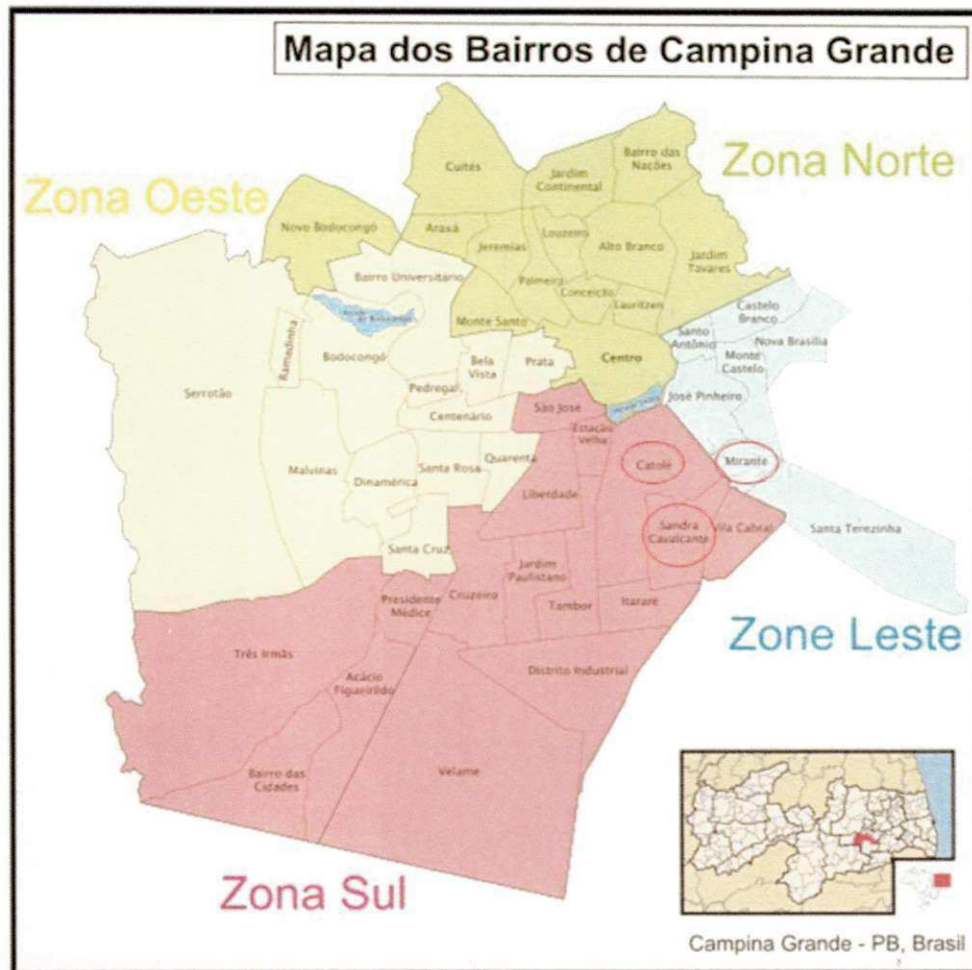 Mapa dos Bairros de Campina Grande
Zona Norte
Zona Oeste
Cuités
Jardim
Continental
Bairro das
Nações
Novo Bodocongó
Araxá
Jeremias
Louzeiro
Alto Branco
Jardim
Tavares
Bairro Universitário
Palmeira
Conceição
Lauritzen
Monte Santo
Castelo
Branco
Santo
Antônio
Nova Brasília
Ramadinha
Bodocongó
Bela
Vista
Prata
Centro
Monte
Castelo
Serrotão
Pedregal
José Pinheiro
Centenário
São José
Estação
Velha
Malvinas
Dinamérica
Santa Rosa
Quarenta
Catolé
Mirante
Liberdade
Sandra
Cavalcante
Vila Cabral
Santa Terezinha
Santa Cruz
Jardim
Paulistano
Presidente
Médice
Cruzeiro
Tambor
Itararé
Zone Leste
Três Irmãs
Acácio
Figueirêdo
Distrito Industrial
Bairro das
Cidades
Velame
Zona Sul
Campina Grande - PB, Brasil